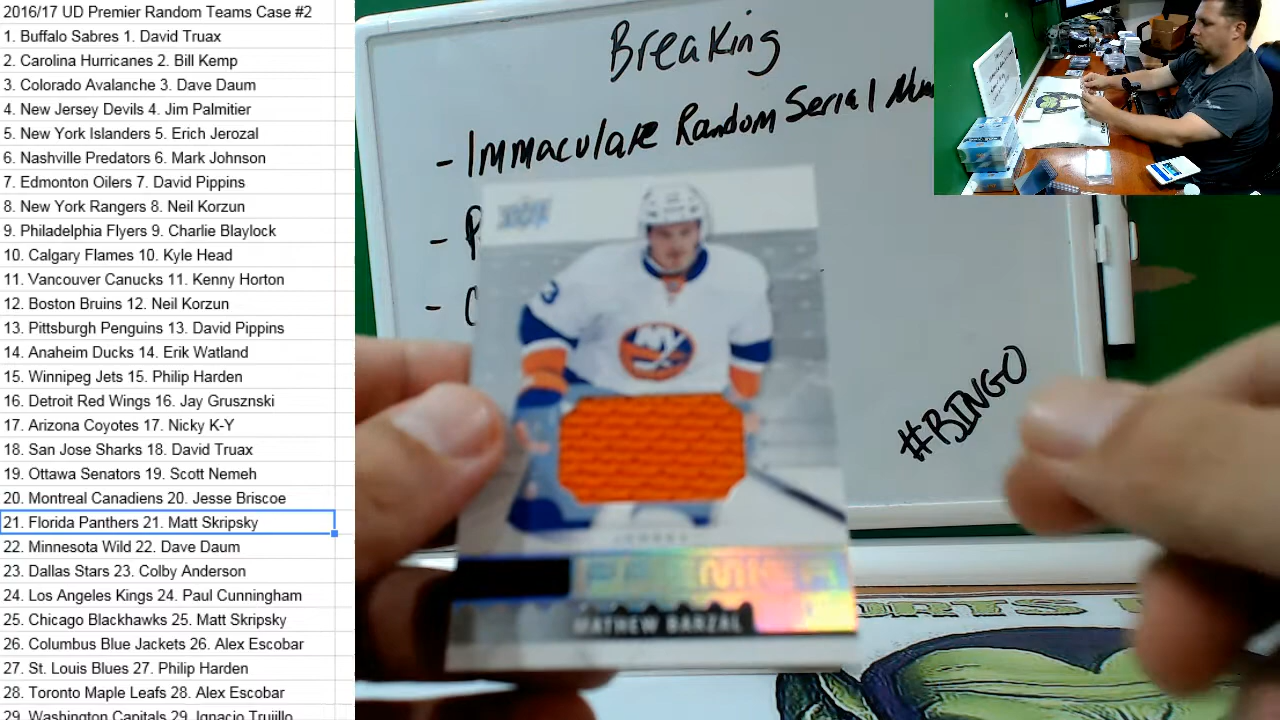 2016/17 UD Premier Random Teams Case #2
1. Buffalo Sabres 1. David Truax
2. Carolina Hurricanes 2. Bill Kemp
3. Colorado Avalanche 3. Dave Daum
4. New Jersey Devils 4. Jim Palmitier
5. New York Islanders 5. Erich Jerozal
6. Nashville Predators 6. Mark Johnson
7. Edmonton Oilers 7. David Pippins
8. New York Rangers 8. Neil Korzun
9. Philadelphia Flyers 9. Charlie Blaylock
10. Calgary Flames 10. Kyle Head
11. Vancouver Canucks 11. Kenny Horton
12. Boston Bruins 12. Neil Korzun
13. Pittsburgh Penguins 13. David Pippins
14. Anaheim Ducks 14. Erik Watland
15. Winnipeg Jets 15. Philip Harden
16. Detroit Red Wings 16. Jay Grusznski
17. Arizona Coyotes 17. Nicky K-Y
18. San Jose Sharks 18. David Truax
19. Ottawa Senators 19. Scott Nemeh
20. Montreal Canadiens 20. Jesse Briscoe
21. Florida Panthers 21. Matt Skripsky
22. Minnesota Wild 22. Dave Daum
23. Dallas Stars 23. Colby Anderson
24. Los Angeles Kings 24. Paul Cunningham
25. Chicago Blackhawks 25. Matt Skripsky
26. Columbus Blue Jackets 26. Alex Escobar
27. St. Louis Blues 27. Philip Harden
28. Toronto Maple Leafs 28. Alex Escobar
29. Washington Capitals 29. Ignacio Trujillo
Breaking
- Immaculate Random Serial
#BINGO
NY
JERSEY
PREMIER
MATHEW BARZAL